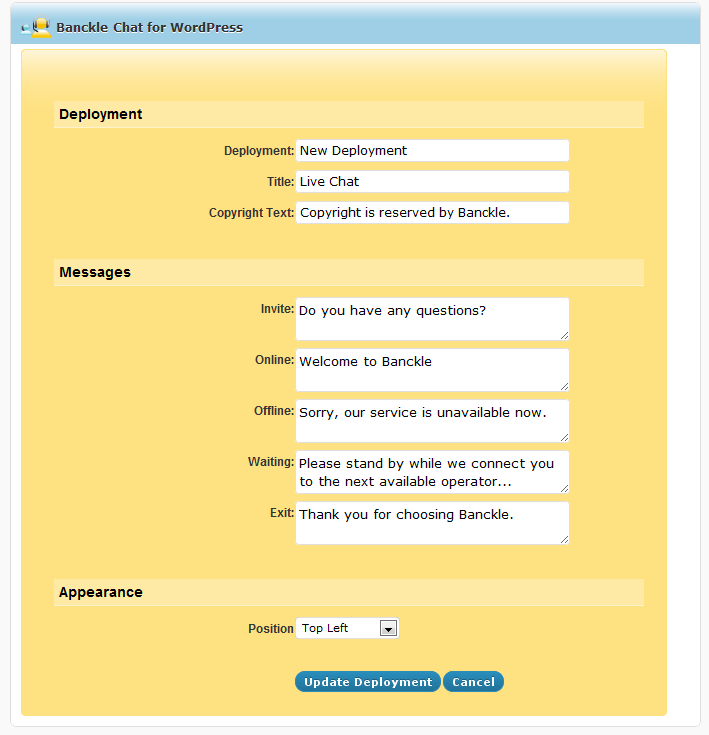 Banckle Chat for WordPress
Deployment
Deployment: New Deployment
Title: Live Chat
Copyright Text: Copyright is reserved by Banckle.
Messages
Invite: Do you have any questions?
Online: Welcome to Banckle
Offline: Sorry, our service is unavailable now.
Waiting: Please stand by while we connect you
to the next available operator...
Exit: Thank you for choosing Banckle.
Appearance
Position Top Left
Update Deployment Cancel